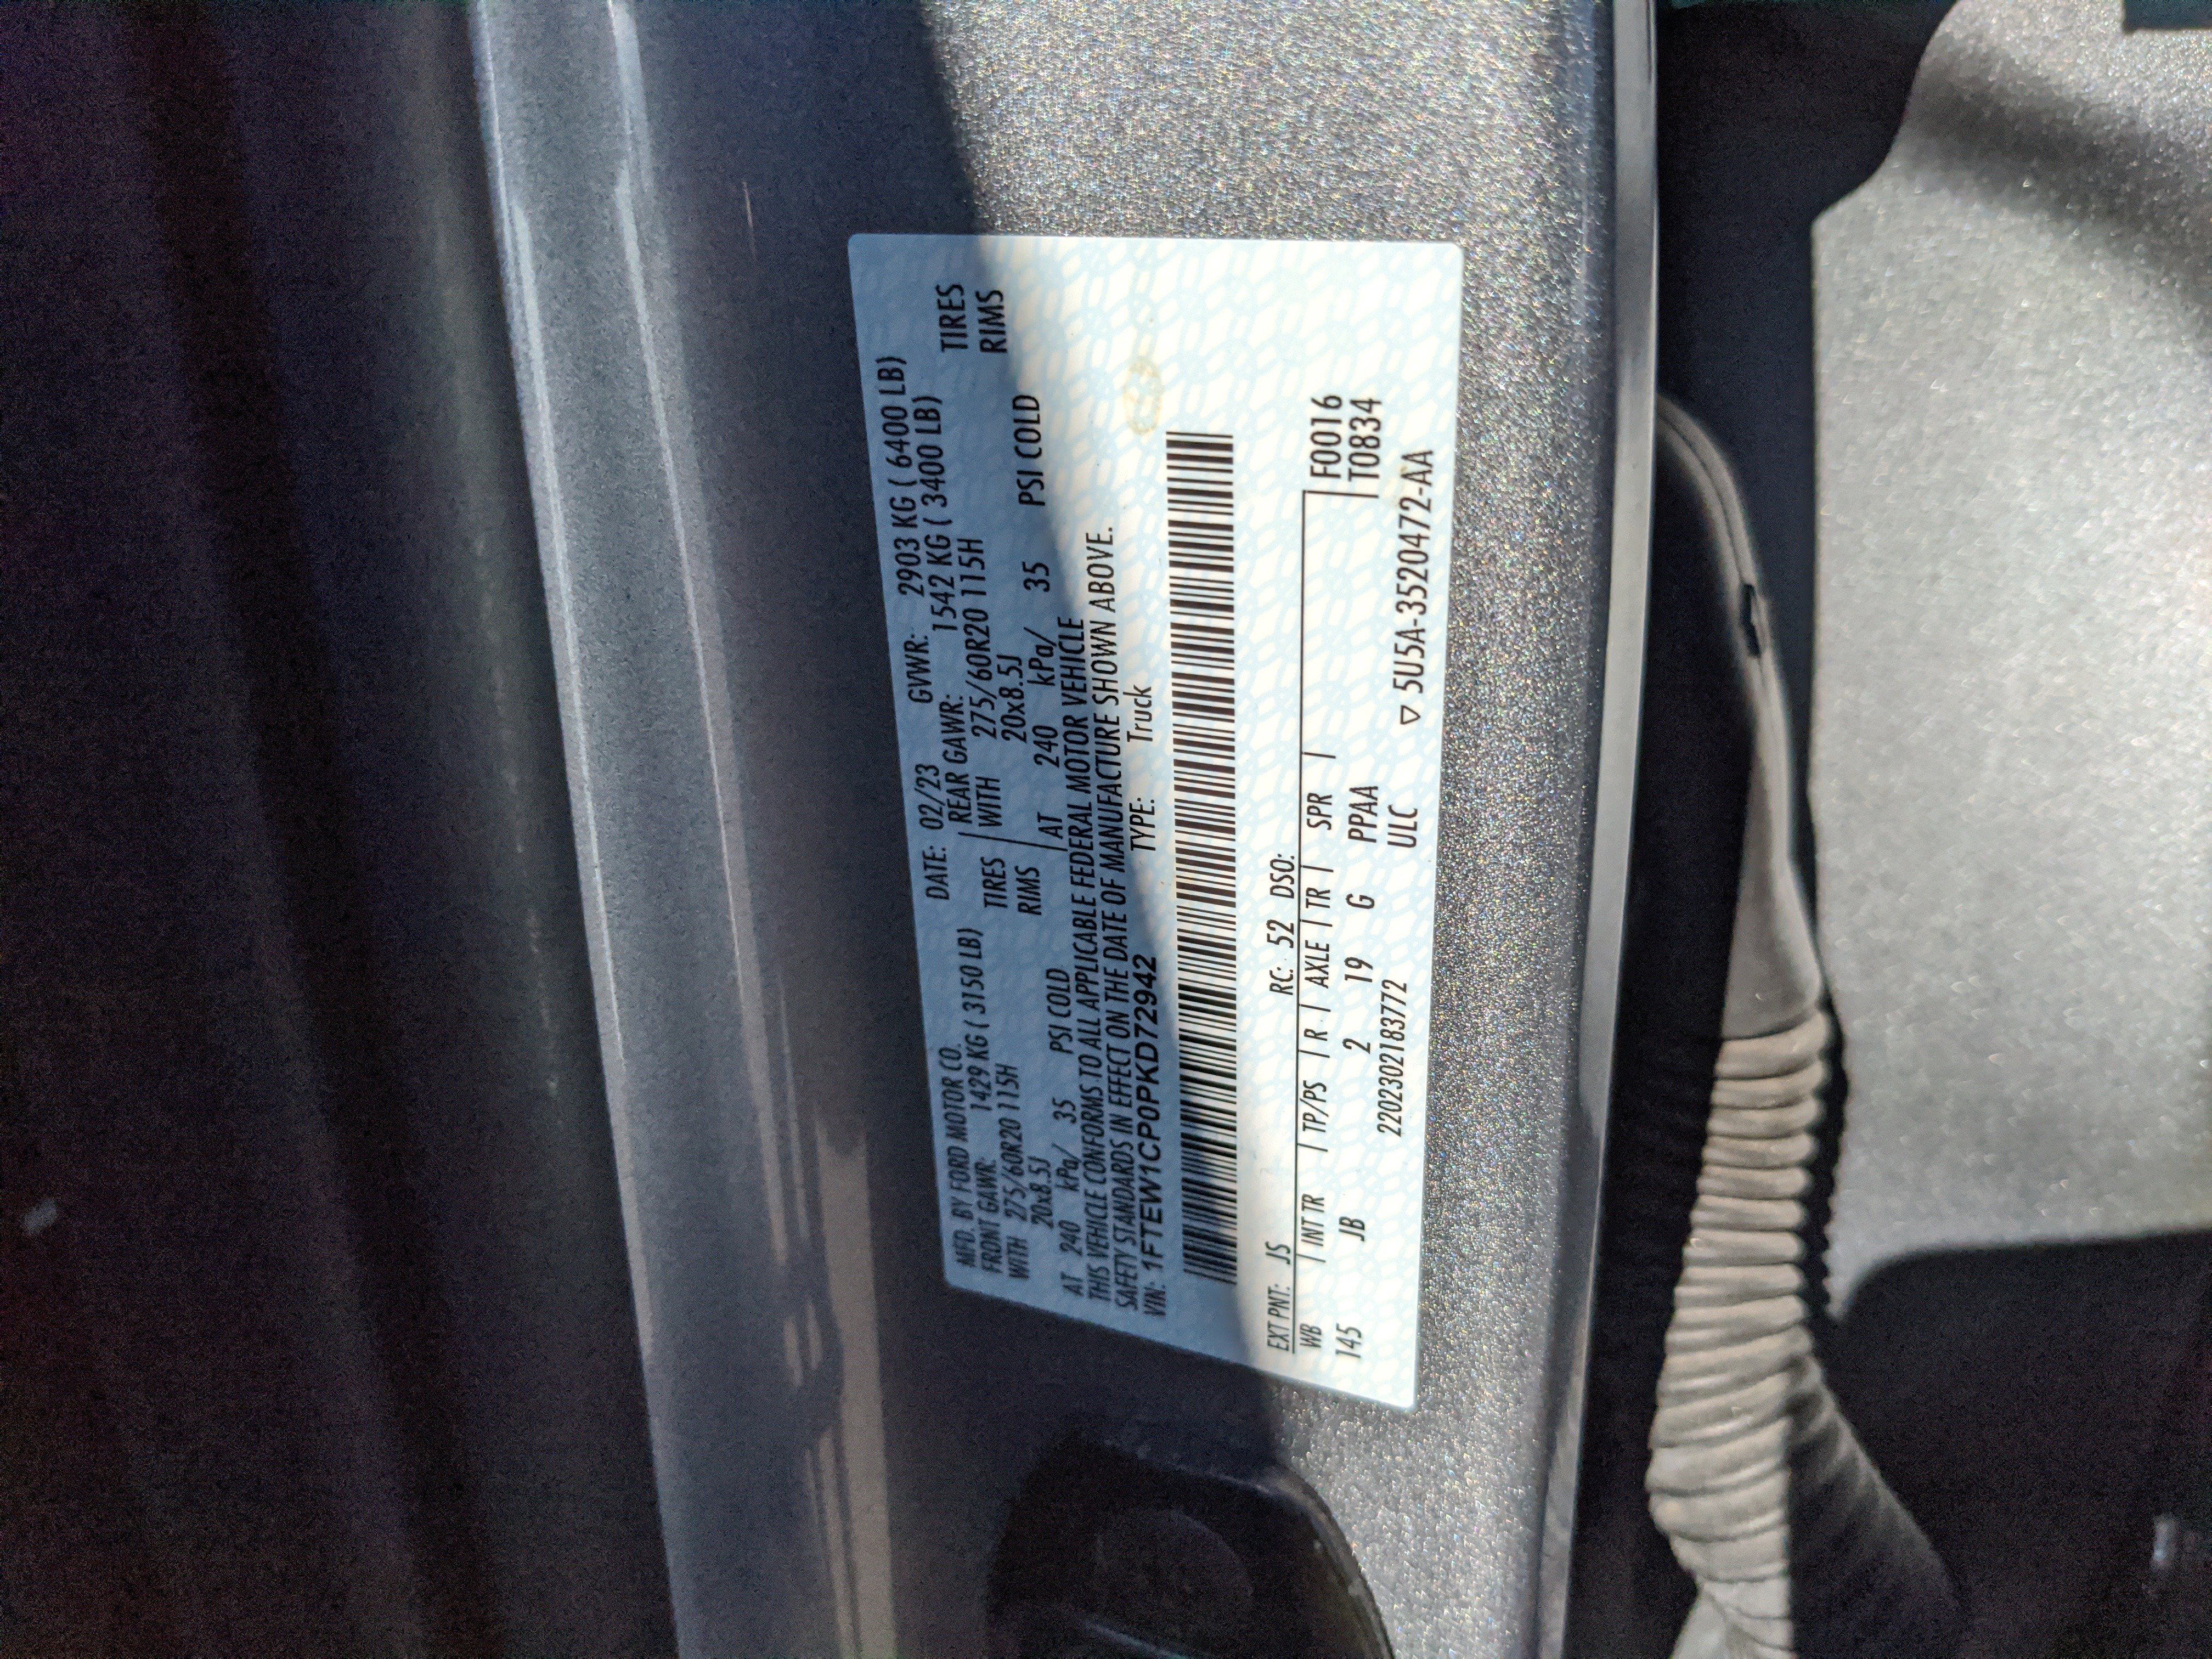 MFD. BY FORD MOTOR CO. DATE: 02/23 GVWR: 2903 KG ( 6400 LB)
FRONT GAWR: 1429 KG ( 3150 LB) REAR GAWR: 1542 KG ( 3400 LB)
WITH 275/60R20 115H TIRES WITH 275/60R20 115H TIRES
20x8.5J RIMS 20x8.5J RIMS
AT 240 kPa/ 35 PSI COLD AT 240 kPa/ 35 PSI COLD
THIS VEHICLE CONFORMS TO ALL APPLICABLE FEDERAL MOTOR VEHICLE
SAFETY STANDARDS IN EFFECT ON THE DATE OF MANUFACTURE SHOWN ABOVE.
VIN: 1FTEW1CP0PKD72942 TYPE: Truck
EXT PNT: JS RC: 52 DSO:
WB | INT TR | TP/PS | R | AXLE | TR | SPR | F0016
145 JB 2 19 G PPAA T0834
2202302183772 ULC ▽ 5U5A-3520472-AA